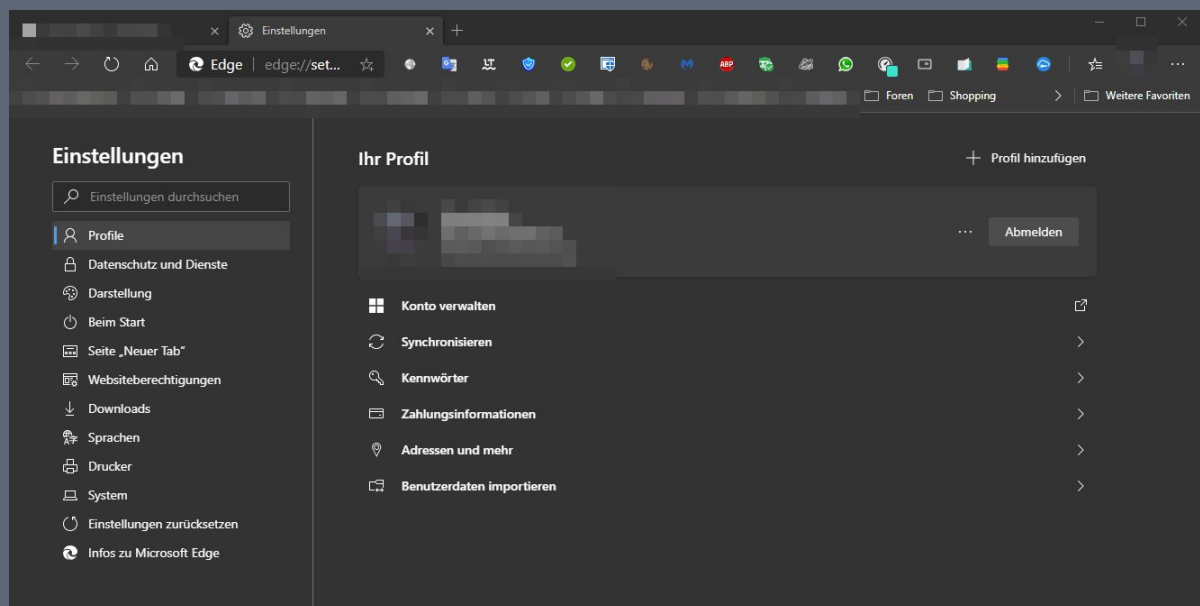 Einstellungen
Edge edge://set...
ABP
Foren Shopping Weitere Favoriten
Einstellungen
Einstellungen durchsuchen
Profile
Datenschutz und Dienste
Darstellung
Beim Start
Seite „Neuer Tab“
Websiteberechtigungen
Downloads
Sprachen
Drucker
System
Einstellungen zurücksetzen
Infos zu Microsoft Edge
Ihr Profil
Profil hinzufügen
Abmelden
Konto verwalten
Synchronisieren
Kennwörter
Zahlungsinformationen
Adressen und mehr
Benutzerdaten importieren